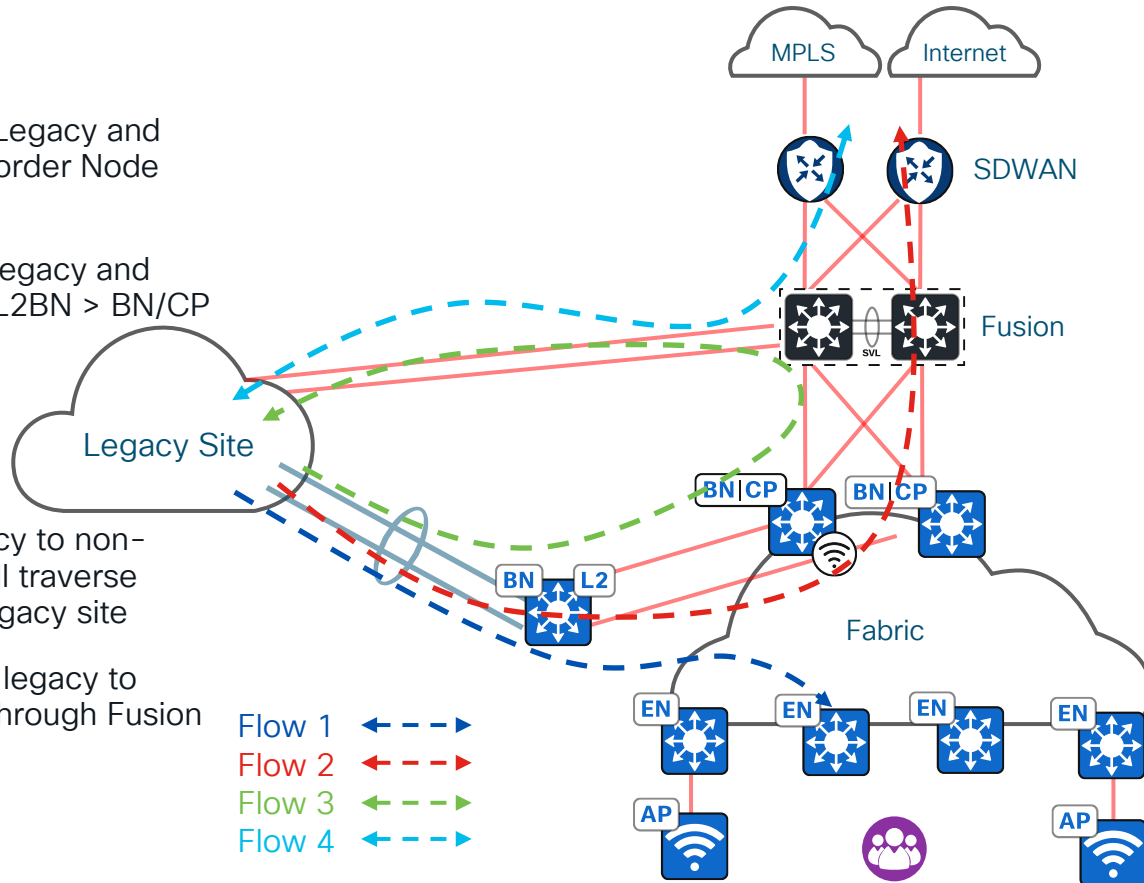 MPLS
Internet
Legacy and
order Node
SDWAN
egacy and
L2BN > BN/CP
Fusion
SVL
Legacy Site
BN|CP
BN|CP
cy to non-
ll traverse
gacy site
BN
L2
Fabric
legacy to
hrough Fusion
EN
EN
EN
EN
Flow 1
Flow 2
Flow 3
Flow 4
AP
AP